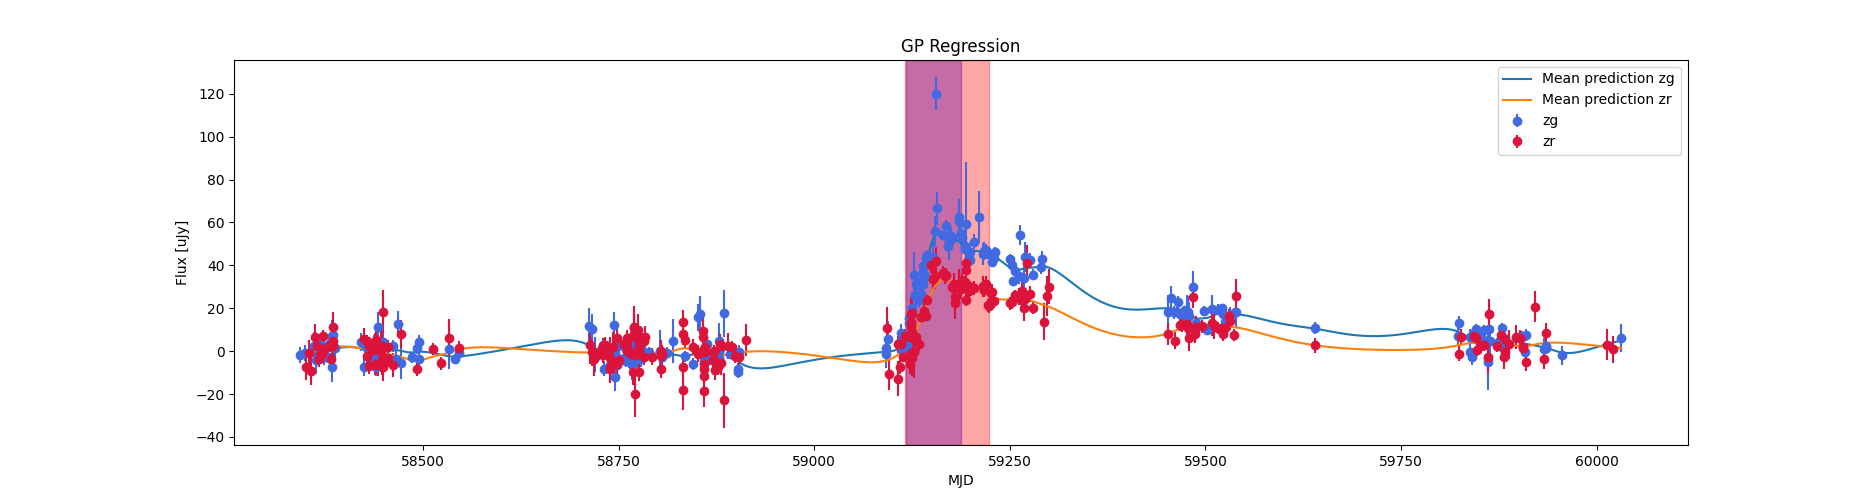 GP Regression
Mean prediction zg
Mean prediction zr
zg
zr
Flux [uJy]
120
100
80
60
40
20
0
−20
−40
58500
58750
59000
59250
59500
59750
60000
MJD